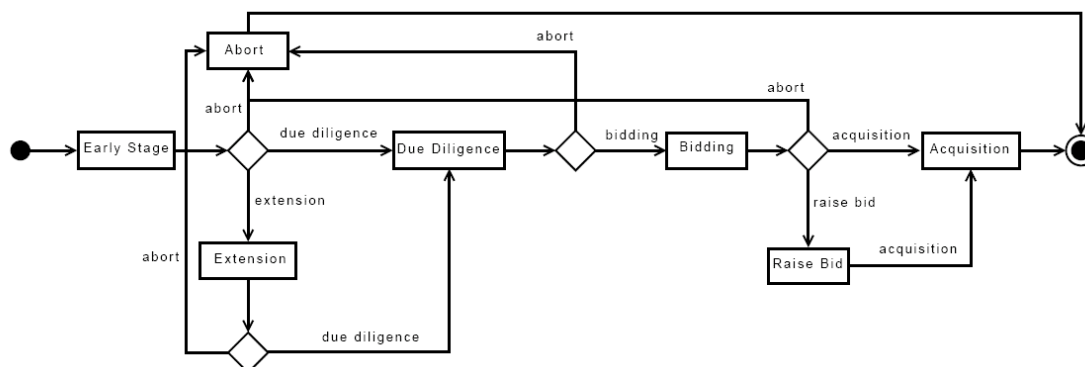 Abort
abort
abort
abort
Early Stage
due diligence
Due Diligence
bidding
Bidding
acquisition
Acquisition
extension
raise bid
abort
Extension
Raise Bid
acquisition
due diligence